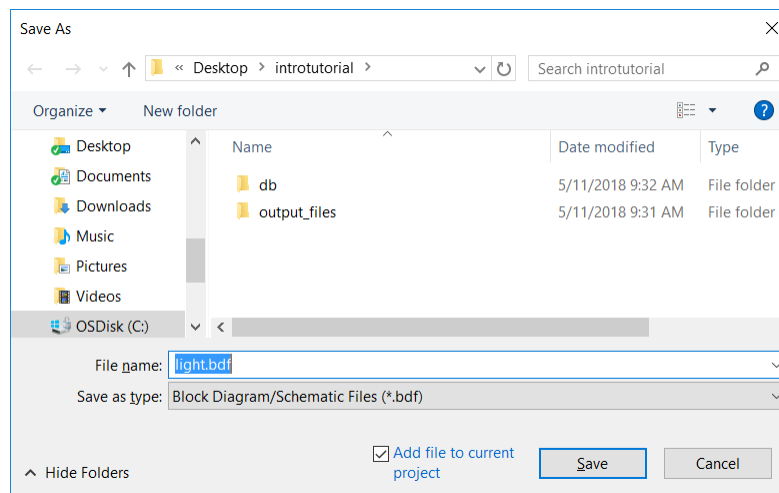 Save As
« Desktop > introtutorial >
Search introtutorial
Organize
New folder
?
Name
Date modified
Type
Desktop
Documents
Downloads
Music
Pictures
Videos
OSDisk (C:)
db
5/11/2018 9:32 AM
File folder
output_files
5/11/2018 9:31 AM
File folder
File name:
light.bdf
Save as type:
Block Diagram/Schematic Files (*.bdf)
Add file to current
project
Save
Cancel
Hide Folders